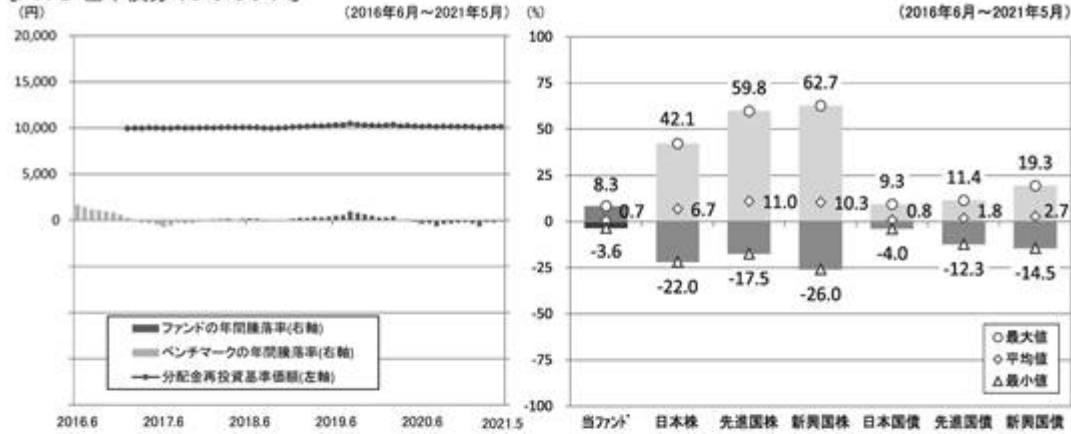 (円)
(2016年6月～2021年5月)
20,000
15,000
10,000
5,000
0
ファンドの年間騰落率(右軸)
ベンチマークの年間騰落率(右軸)
分配金再投資基準価額(左軸)
2016.6 2017.6 2018.6 2019.6 2020.6 2021.5
(%)
(2016年6月～2021年5月)
100
75
50
25
0
-25
-50
-75
-100
8.3 42.1 59.8 62.7 9.3 11.4 19.3
0.7 6.7 11.0 10.3 0.8 1.8 2.7
-3.6 -22.0 -17.5 -26.0 -4.0 -12.3 -14.5
最大値
平均値
最小値
当ファンド 日本株 先進国株 新興国株 日本国債 先進国債 新興国債